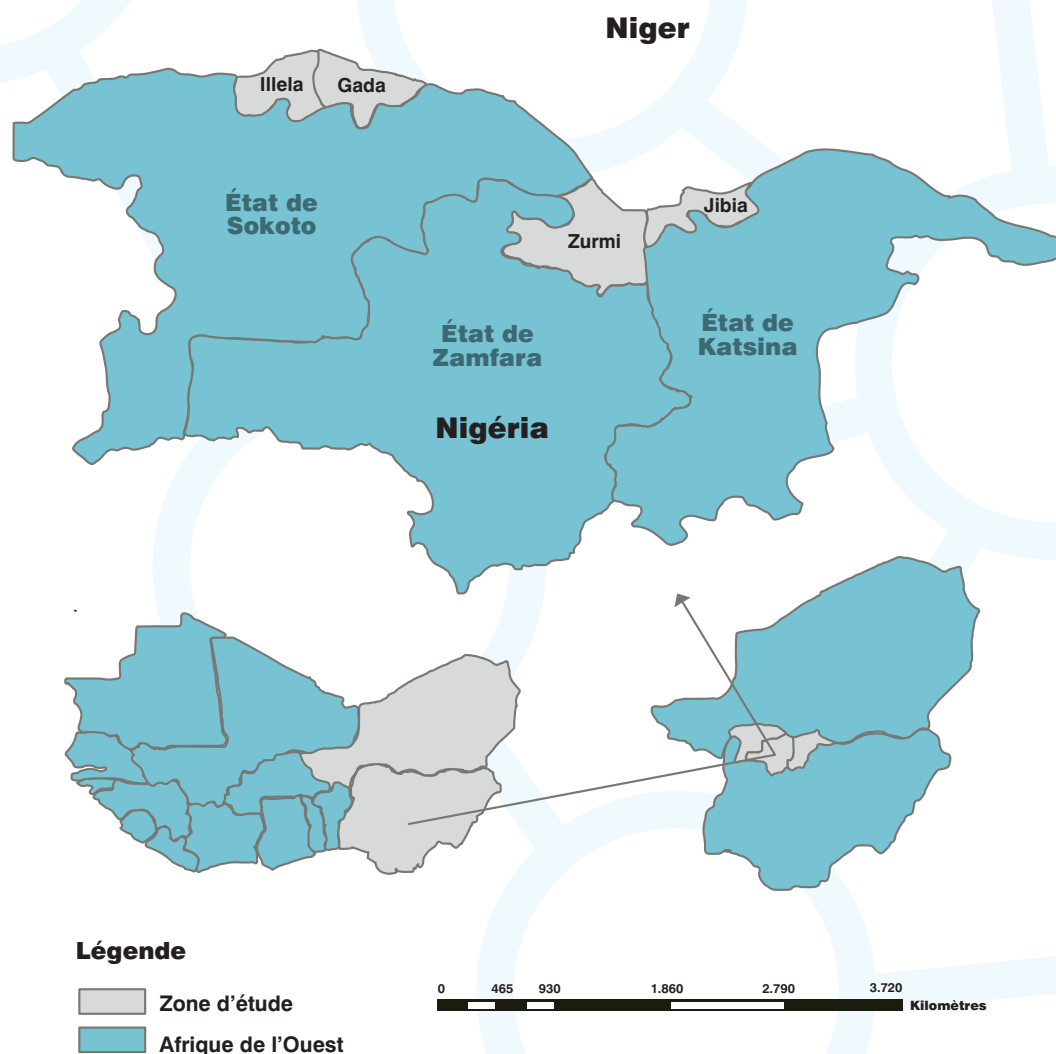 Niger
Illela
Gada
État de
Sokoto
Jibia
Zurmi
État de
Zamfara
État de
Katsina
Nigéria
Légende
Zone d'étude
Afrique de l'Ouest
0 465 930 1.860 2.790 3.720
Kilomètres